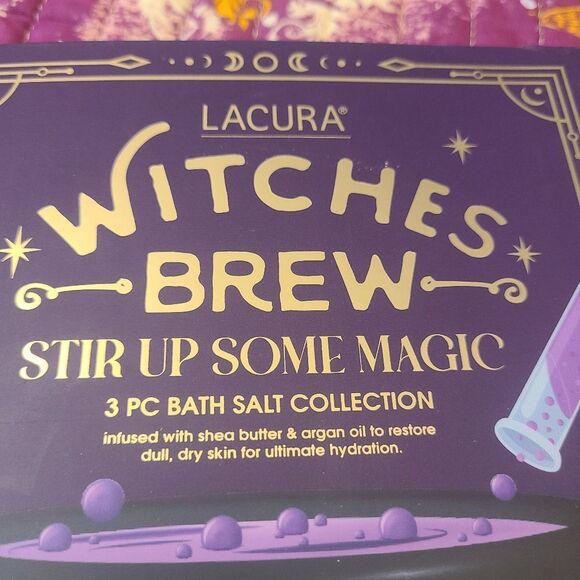 LACURA®
WITCHES
BREW
STIR UP SOME MAGIC
3 PC BATH SALT COLLECTION
infused with shea butter & argan oil to restore
dull, dry skin for ultimate hydration.